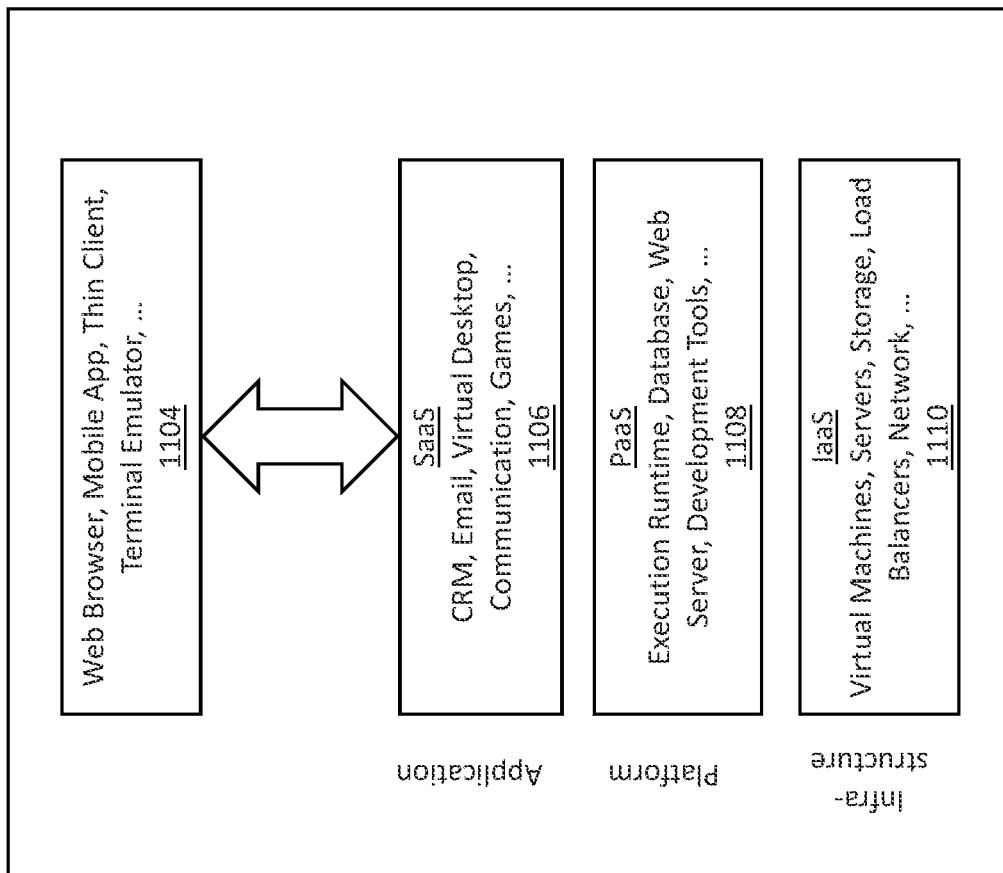 Web Browser, Mobile App, Thin Client,
Terminal Emulator, ...
1104
Application
SaaS
CRM, Email, Virtual Desktop,
Communication, Games, ...
1106
Platform
PaaS
Execution Runtime, Database, Web
Server, Development Tools, ...
1108
Infra-
structure
IaaS
Virtual Machines, Servers, Storage, Load
Balancers, Network, ...
1110